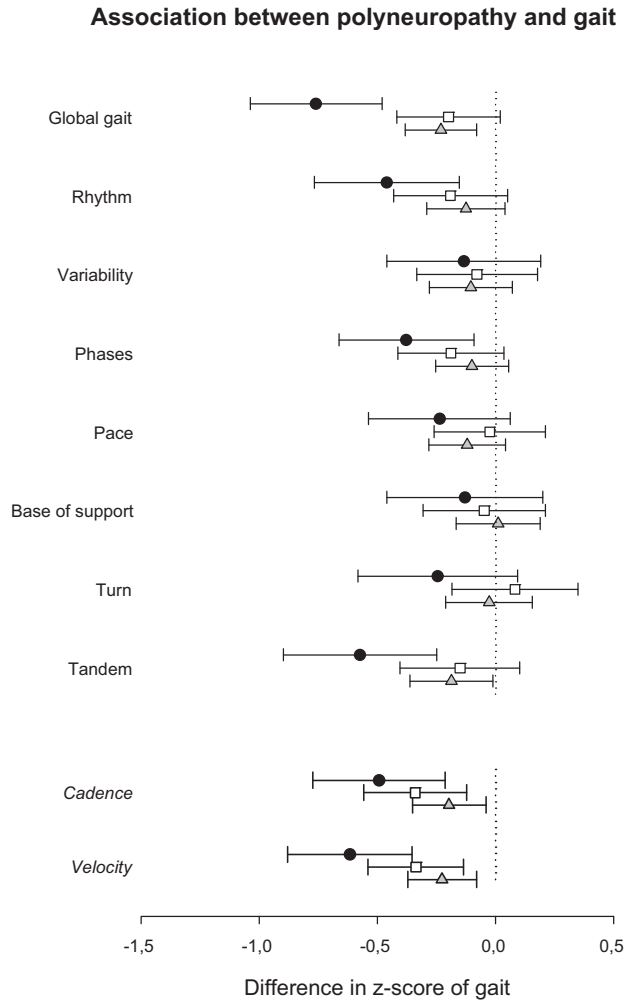 Association between polyneuropathy and gait
Global gait
Rhythm
Variability
Phases
Pace
Base of support
Turn
Tandem
Cadence
Velocity
-1,5 -1,0 -0,5 0,0 0,5
Difference in z-score of gait